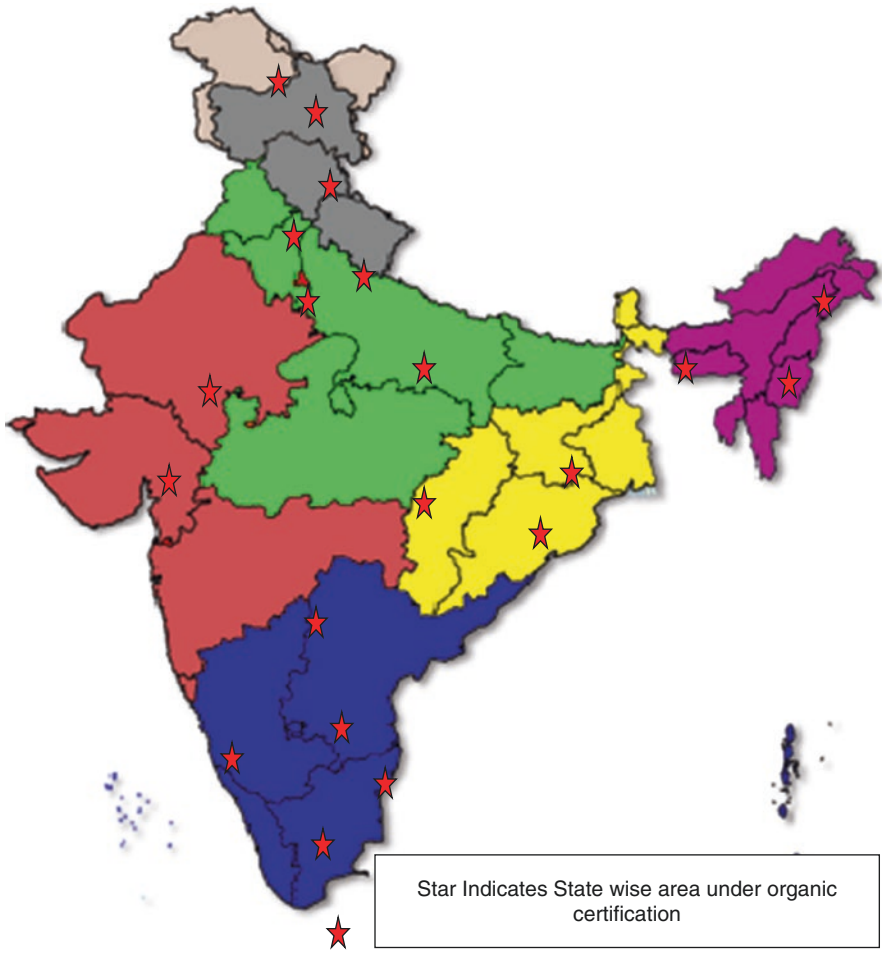 Star Indicates State wise area under organic
certification